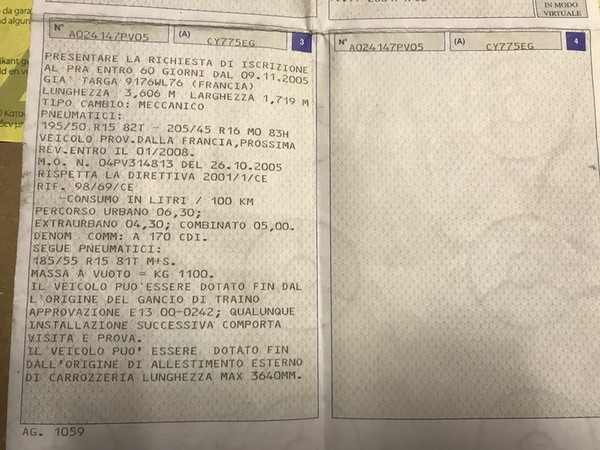 da gara
nd algun
IN MODO
VIRTUALE
N° A024147PV05 (A) CY775EG 3
N° A024147PV05 (A) CY775EG 4
PRESENTARE LA RICHIESTA DI ISCRIZIONE
AL PRA ENTRO 60 GIORNI DAL 09.11.2005
GIA' TARGA 9176WL76 (FRANCIA)
LUNGHEZZA 3,606 M LARGHEZZA 1,719 M
TIPO CAMBIO: MECCANICO
PNEUMATICI:
195/50 R15 82T - 205/45 R16 MO 83H
VEICOLO PROV.DALLA FRANCIA,PROSSIMA
REV.ENTRO IL 01/2008.
M.O. N. 04PV314813 DEL 26.10.2005
RISPETTA LA DIRETTIVA 2001/1/CE
RIF. 98/69/CE
-CONSUMO IN LITRI / 100 KM
PERCORSO URBANO 06,30;
EXTRAURBANO 04,30; COMBINATO 05,00.
DENOM COMM: A 170 CDI.
SEGUE PNEUMATICI:
185/55 R15 81T M+S.
MASSA A VUOTO = KG 1100.
IL VEICOLO PUO'ESSERE DOTATO FIN DAL
L'ORIGINE DEL GANCIO DI TRAINO
APPROVAZIONE E13 00-0242; QUALUNQUE
INSTALLAZIONE SUCCESSIVA COMPORTA
VISITA E PROVA.
IL VEICOLO PUO' ESSERE DOTATO FIN
DALL'ORIGINE DI ALLESTIMENTO ESTERNO
DI CARROZZERIA LUNGHEZZA MAX 3640MM.
AG. 1059